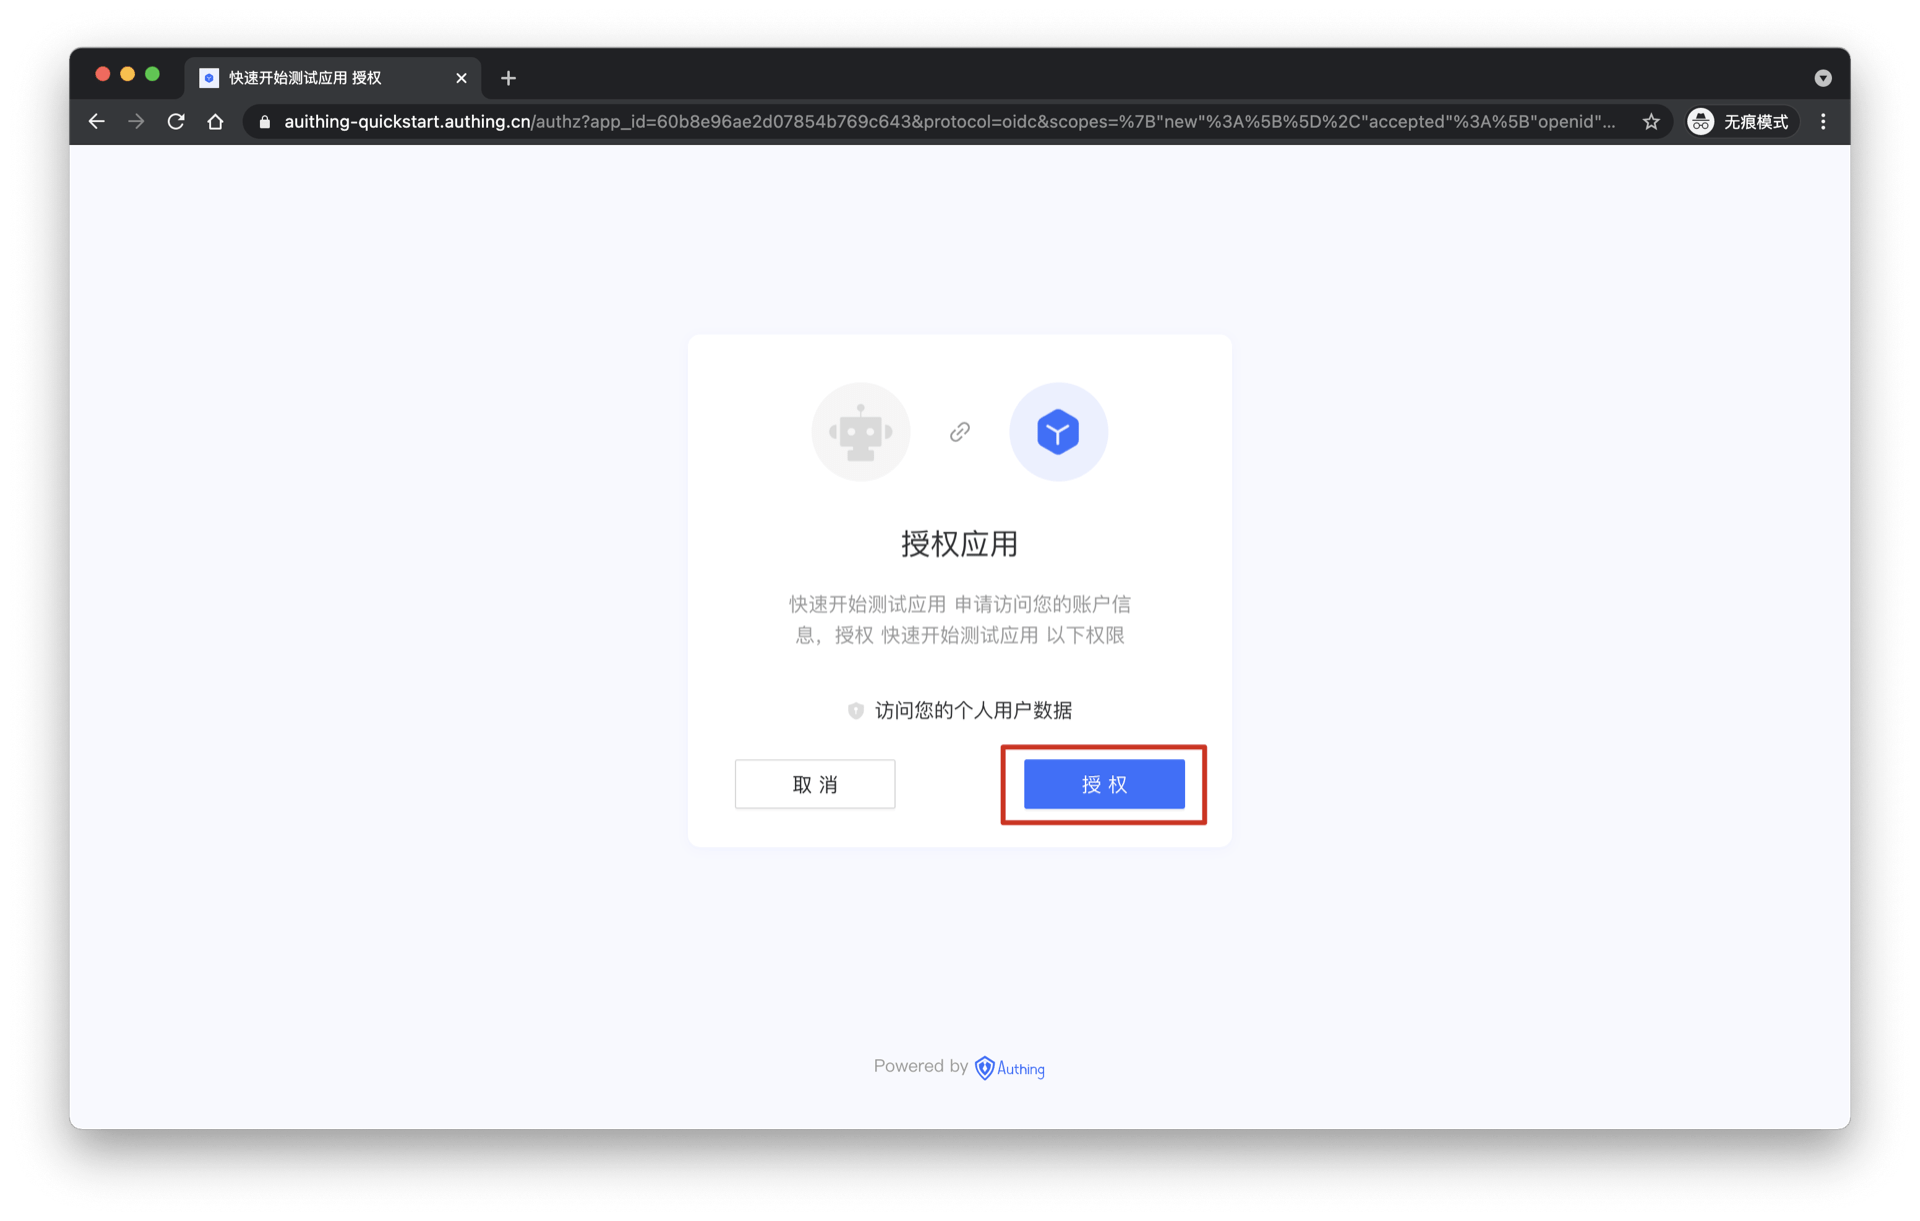 快速开始测试应用 授权
auithing-quickstart.authing.cn/authz?app_id=60b8e96ae2d07854b769c643&protocol=oidc&scopes=%7B"new"%3A%5B%5D%2C"accepted"%3A%5B"openid"...
无痕模式
授权应用
快速开始测试应用 申请访问您的账户信
息，授权 快速开始测试应用 以下权限
访问您的个人用户数据
取 消
授 权
Powered by Authing